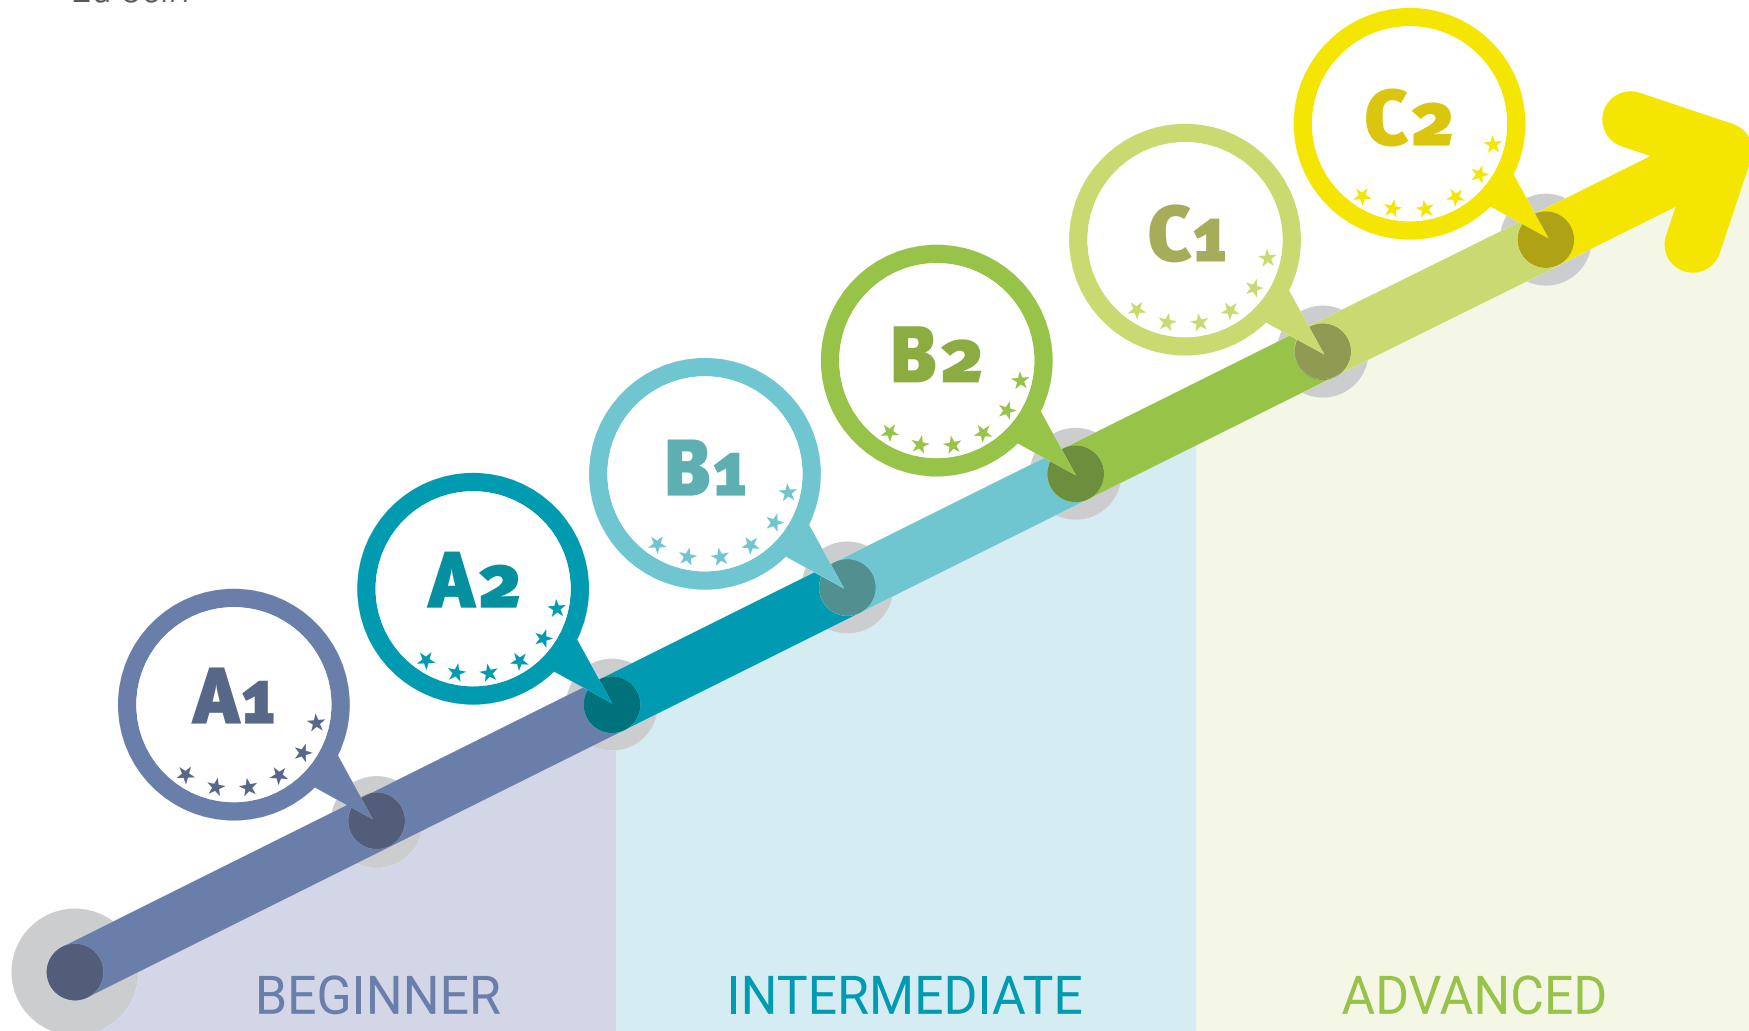 A1
A2
B1
B2
C1
C2
BEGINNER
INTERMEDIATE
ADVANCED